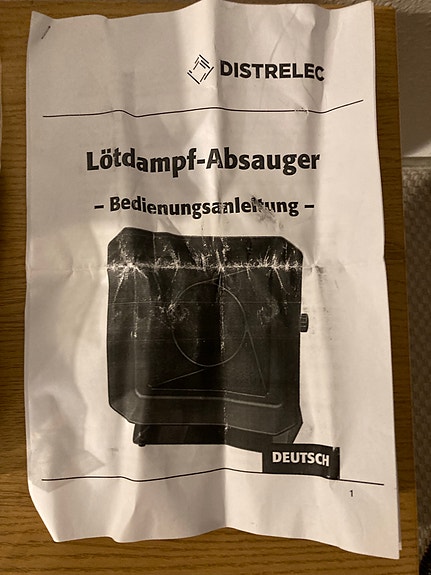 DISTRELEC
Lötdampf-Absauger
– Bedienungsanleitung –
DEUTSCH
1